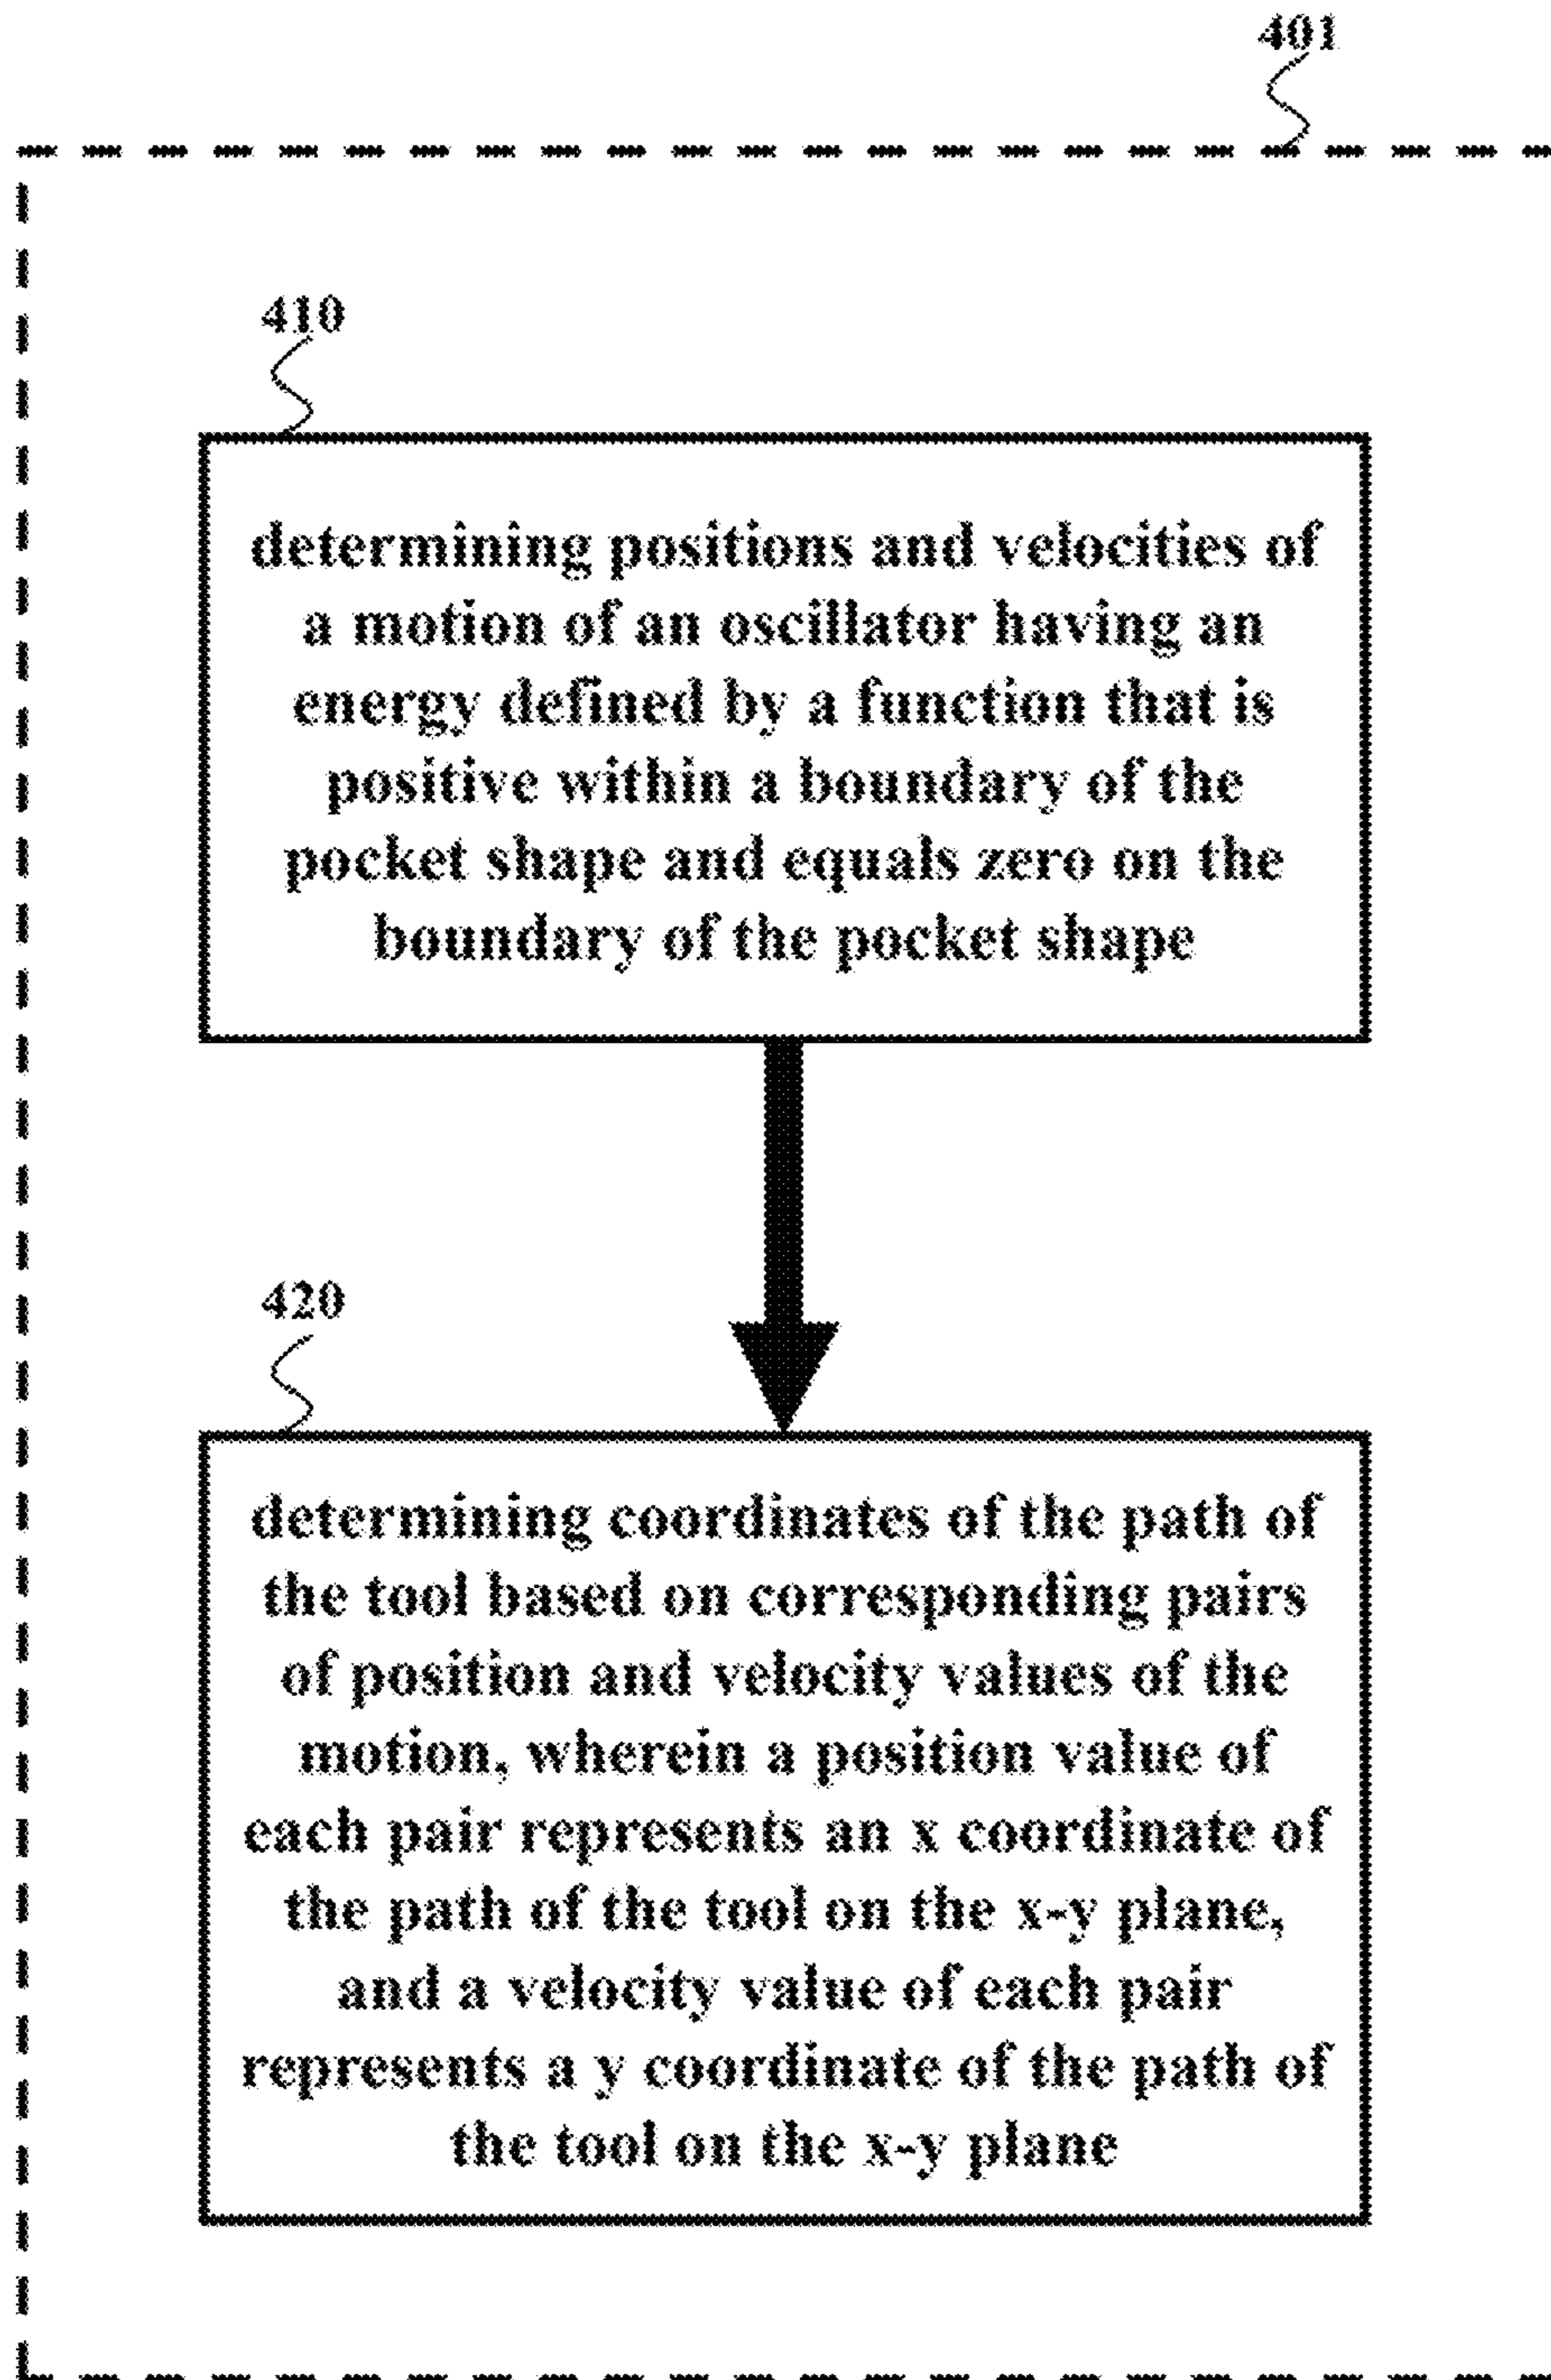 401
410
determining positions and velocities of
a motion of an oscillator having an
energy defined by a function that is
positive within a boundary of the
pocket shape and equals zero on the
boundary of the pocket shape
420
determining coordinates of the path of
the tool based on corresponding pairs
of position and velocity values of the
motion, wherein a position value of
each pair represents an x coordinate of
the path of the tool on the x-y plane,
and a velocity value of each pair
represents a y coordinate of the path of
the tool on the x-y plane